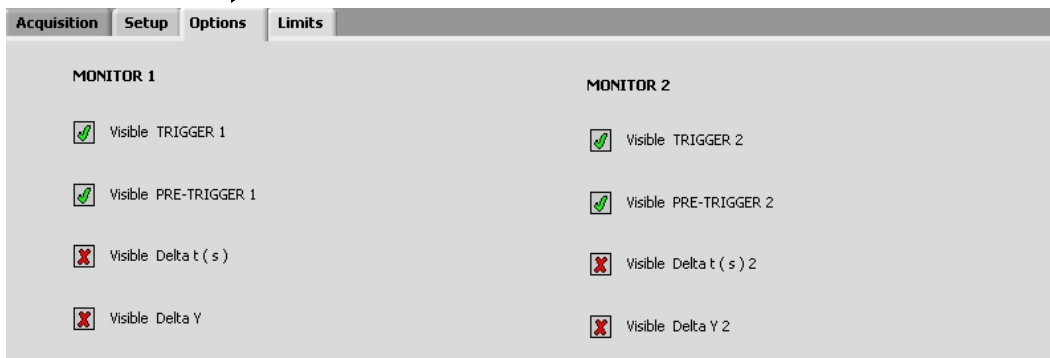 Acquisition Setup Options Limits
MONITOR 1
Visible TRIGGER 1
Visible PRE-TRIGGER 1
Visible Delta t ( s )
Visible Delta Y
MONITOR 2
Visible TRIGGER 2
Visible PRE-TRIGGER 2
Visible Delta t ( s ) 2
Visible Delta Y 2